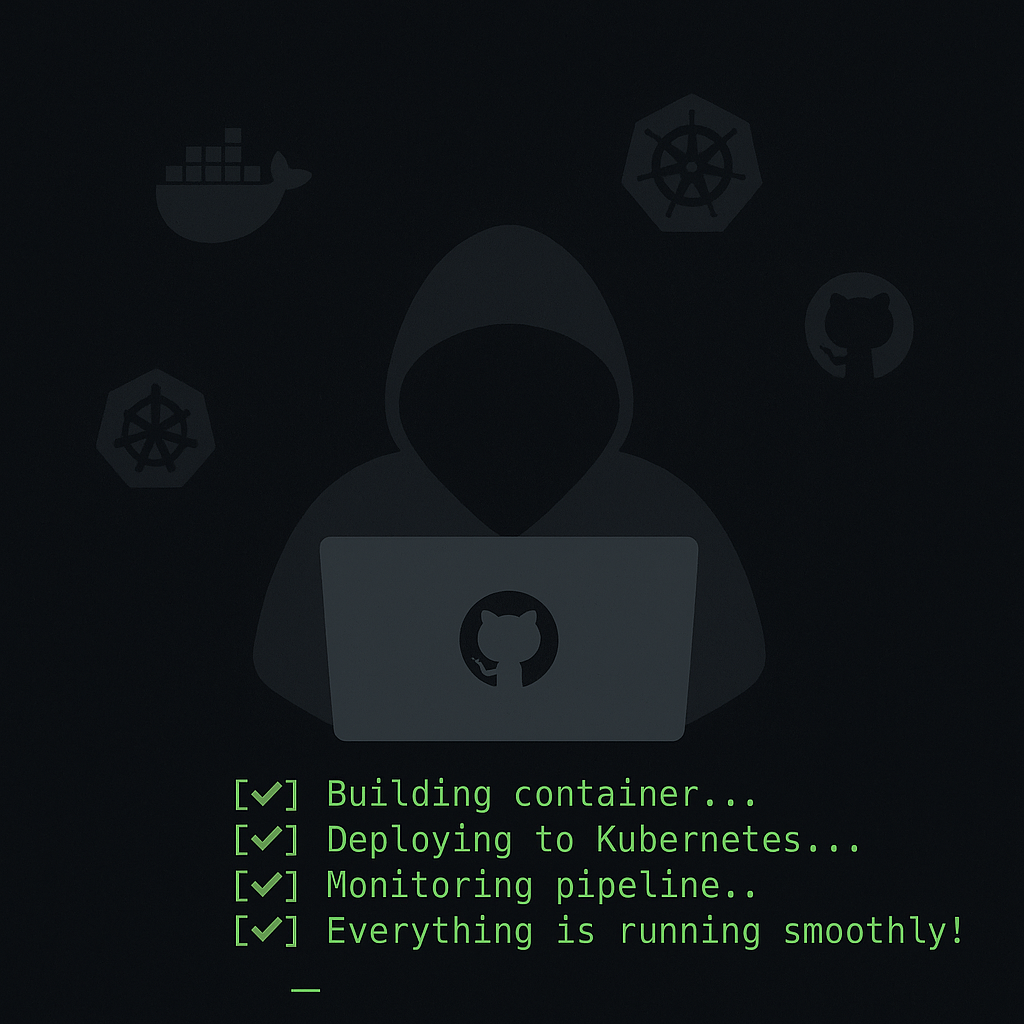 [✔] Building container...
[✔] Deploying to Kubernetes...
[✔] Monitoring pipeline..
[✔] Everything is running smoothly!
_